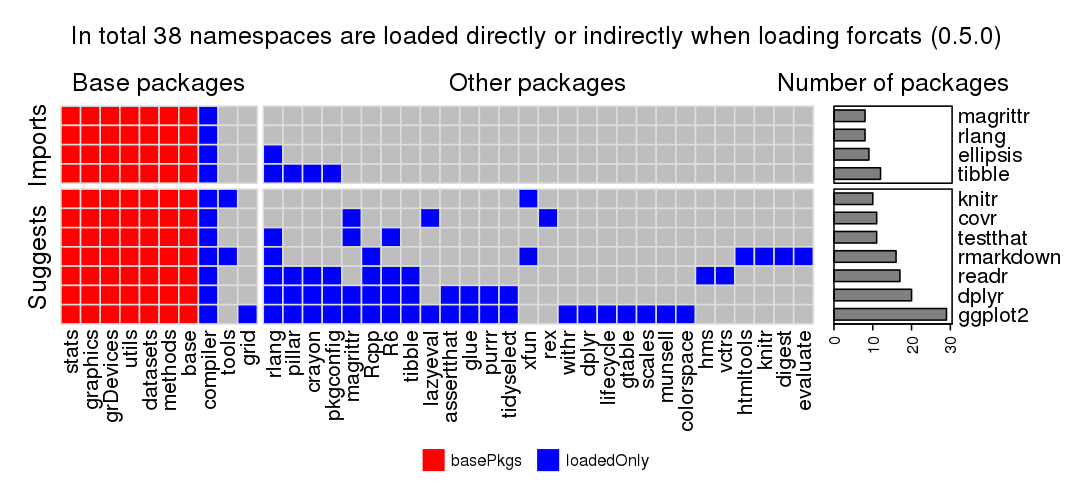 In total 38 namespaces are loaded directly or indirectly when loading forcats (0.5.0)
Base packages
Other packages
Number of packages
Imports
magrittr
rlang
ellipsis
tibble
Suggests
knitr
covr
testthat
rmarkdown
readr
dplyr
ggplot2
0
10
20
30
stats
graphics
grDevices
utils
datasets
methods
base
compiler
tools
grid
rlang
pillar
crayon
pkgconfig
magrittr
Rcpp
R6
tibble
lazyeval
assertthat
glue
purrr
tidyselect
xfun
rex
withr
dplyr
lifecycle
gtable
scales
munsell
colorspace
hms
vctrs
htmltools
knitr
digest
evaluate
basePkgs
loadedOnly